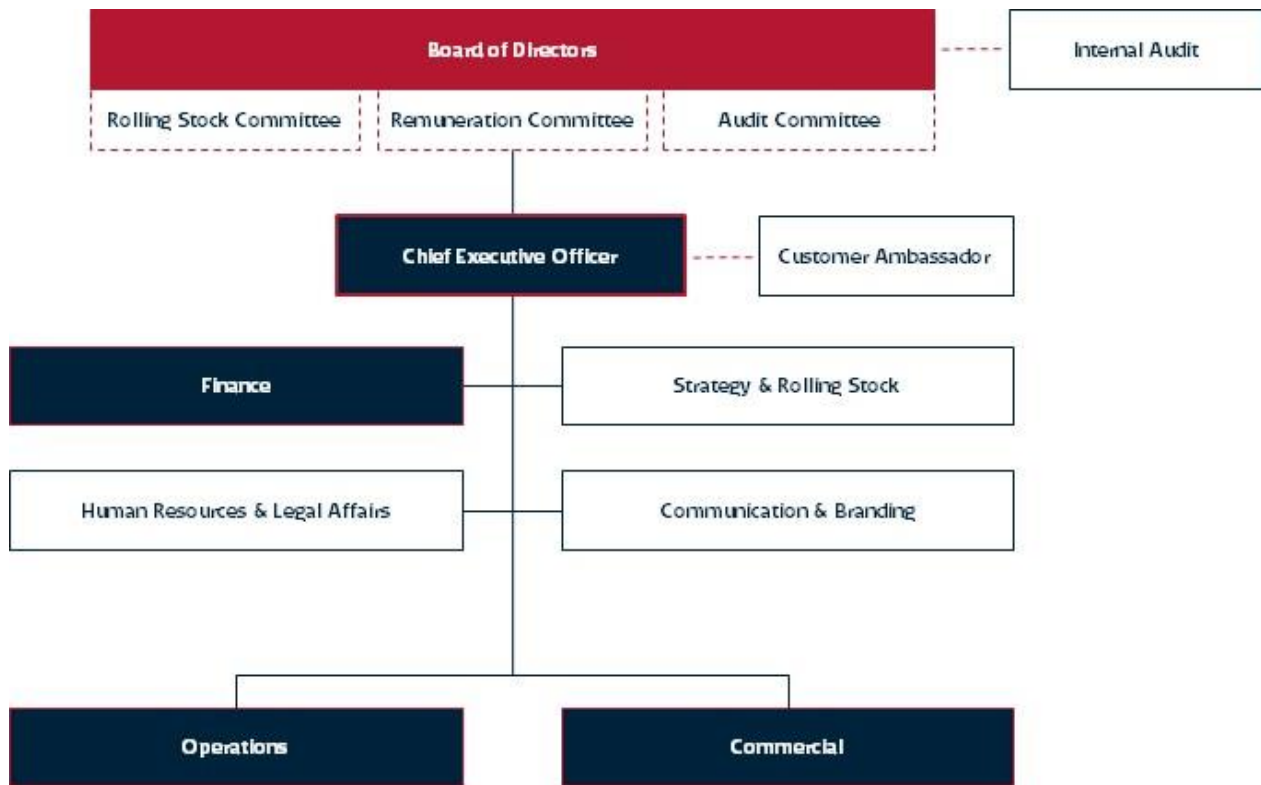 Board of Directors
Internal Audit
Rolling Stock Committee
Remuneration Committee
Audit Committee
Chief Executive Officer
Customer Ambassador
Finance
Strategy & Rolling Stock
Human Resources & Legal Affairs
Communication & Branding
Operations
Commercial